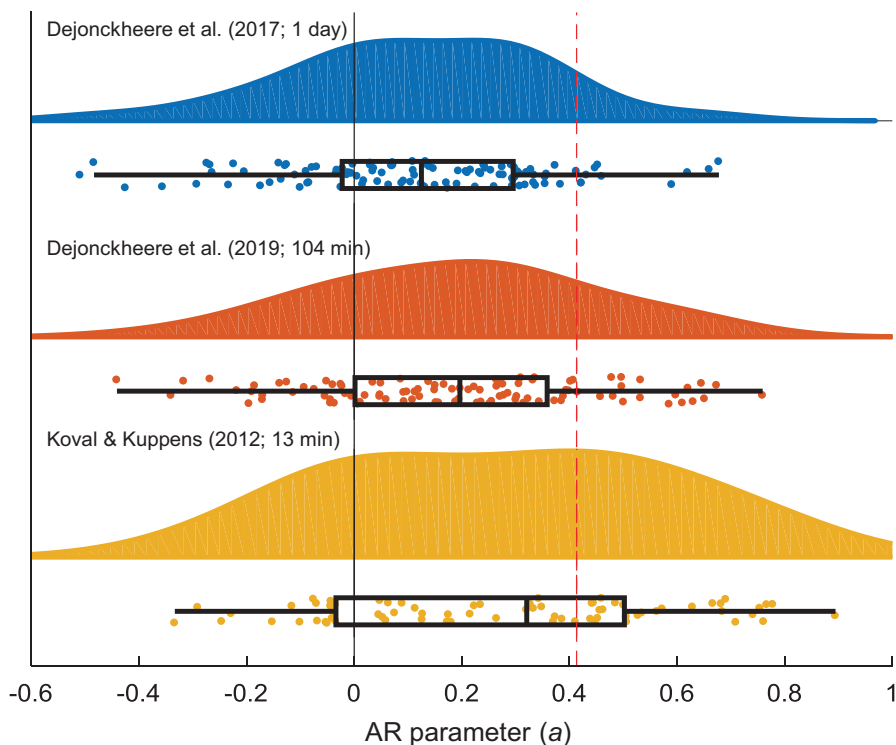 Dejonckheere et al. (2017; 1 day)
Dejonckheere et al. (2019; 104 min)
Koval & Kuppens (2012; 13 min)
-0.6 -0.4 -0.2 0 0.2 0.4 0.6 0.8 1
AR parameter (a)